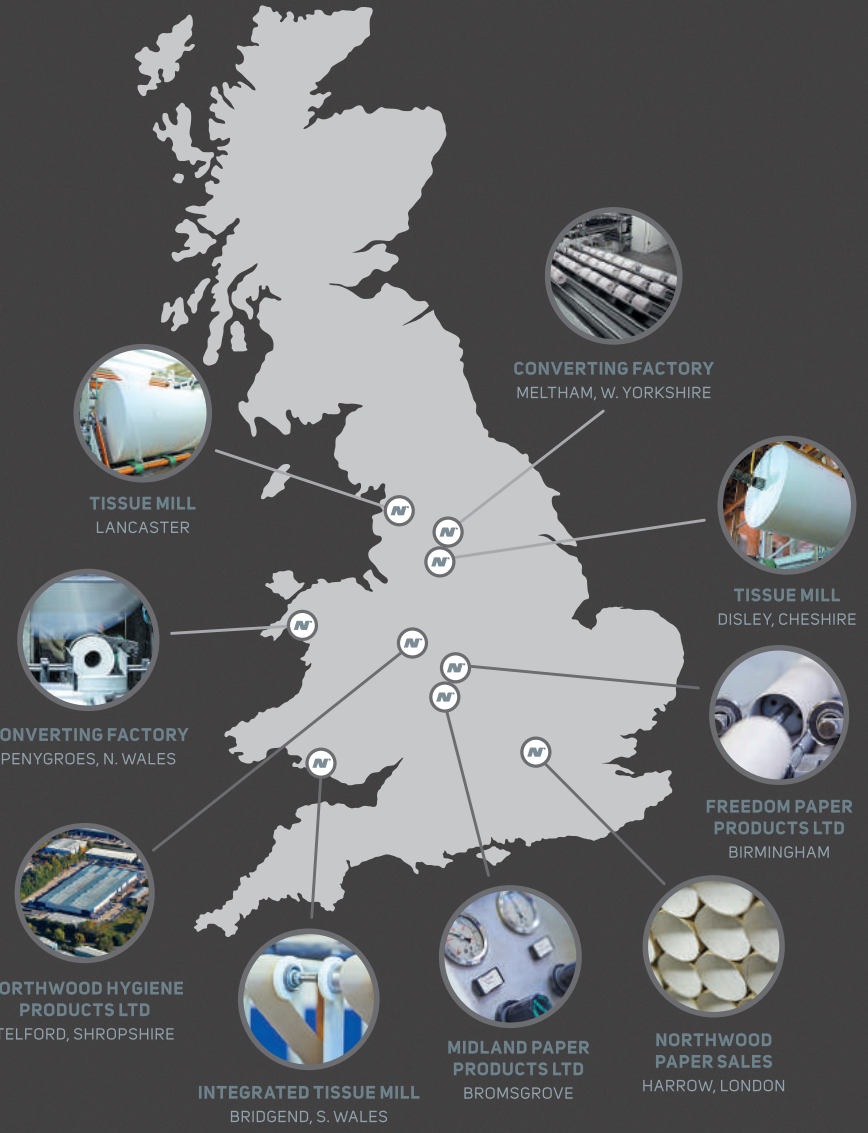 CONVERTING FACTORY
MELTHAM, W. YORKSHIRE
TISSUE MILL
LANCASTER
TISSUE MILL
DISLEY, CHESHIRE
ONVERTING FACTORY
PENYGROES, N. WALES
FREEDOM PAPER
PRODUCTS LTD
BIRMINGHAM
ORTHWOOD HYGIENE
PRODUCTS LTD
TELFORD, SHROPSHIRE
MIDLAND PAPER
PRODUCTS LTD
BROMSGROVE
NORTHWOOD
PAPER SALES
HARROW, LONDON
INTEGRATED TISSUE MILL
BRIDGEND, S. WALES
N
N
N
N
N
N
N
N
N